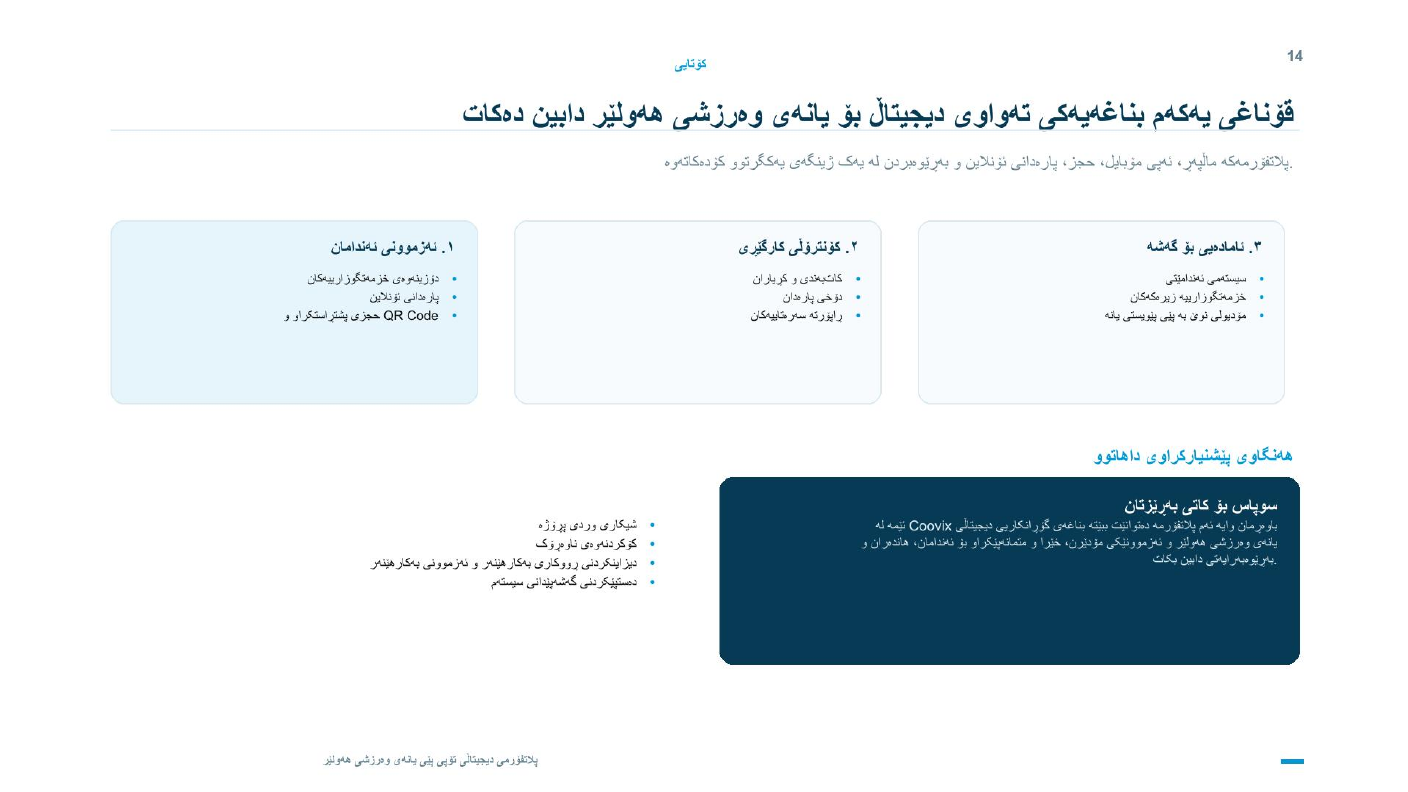 14
کۆتایی
قۆناغی یەکەم بناغەیەکی تەواوی دیجیتاڵ بۆ یانەی وەرزشی هەولێر دابین دەکات
.پلاتفۆرمەکە ماڵپەڕ، ئەپی مۆبایل، حجز، پارەدانی ئۆنلاین و بەڕێوەبردن لە یەک ژینگەی یەکگرتوو کۆدەکاتەوە
٣. ئامادەیی بۆ گەشە
• سیستەمی ئەندامێتی
• خزمەتگوزارییە زیرەکەکان
• مۆدیولی نوێ بە پێی پێویستی یانە
٢. کۆنترۆڵی کارگێڕی
• کاتبەندی و کڕیاران
• دۆخی پارەدان
• ڕاپۆرتە سەرەتاییەکان
١. ئەزموونی ئەندامان
• دۆزینەوەی خزمەتگوزارییەکان
• پارەدانی ئۆنلاین
• QR Code حجزی پشتڕاستکراو و
هەنگاوی پێشنیارکراوی داهاتوو
سوپاس بۆ کاتی بەڕێزتان
باوەڕمان وایە ئەم پلاتفۆرمە دەتوانێت ببێتە بناغەی گۆڕانکاریی دیجیتاڵی Coovix ئێمە لە
یانەی وەرزشی هەولێر و ئەزموونێکی مۆدێرن، خێرا و متمانەپێکراو بۆ ئەندامان، هاندەران و
.بەڕێوەبەرایەتی دابین بکات
• شیکاری وردی پڕۆژە
• کۆکردنەوەی ناوەڕۆک
• دیزاینکردنی ڕووکاری بەکارهێنەر و ئەزموونی بەکارهێنەر
• دەستپێکردنی گەشەپێدانی سیستەم
پلاتفۆرمی دیجیتاڵی تۆپی پێی یانەی وەرزشی هەولێر